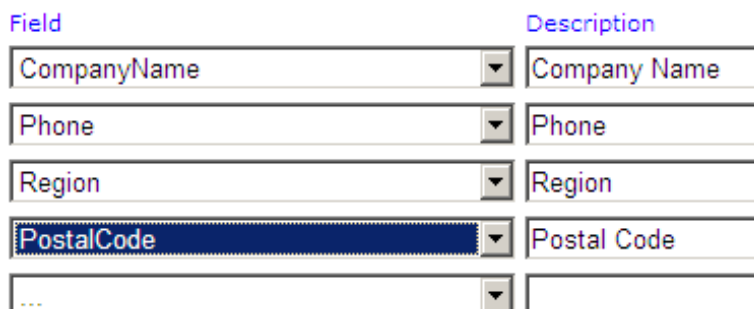 Field Description
CompanyName Company Name
Phone Phone
Region Region
PostalCode Postal Code
...